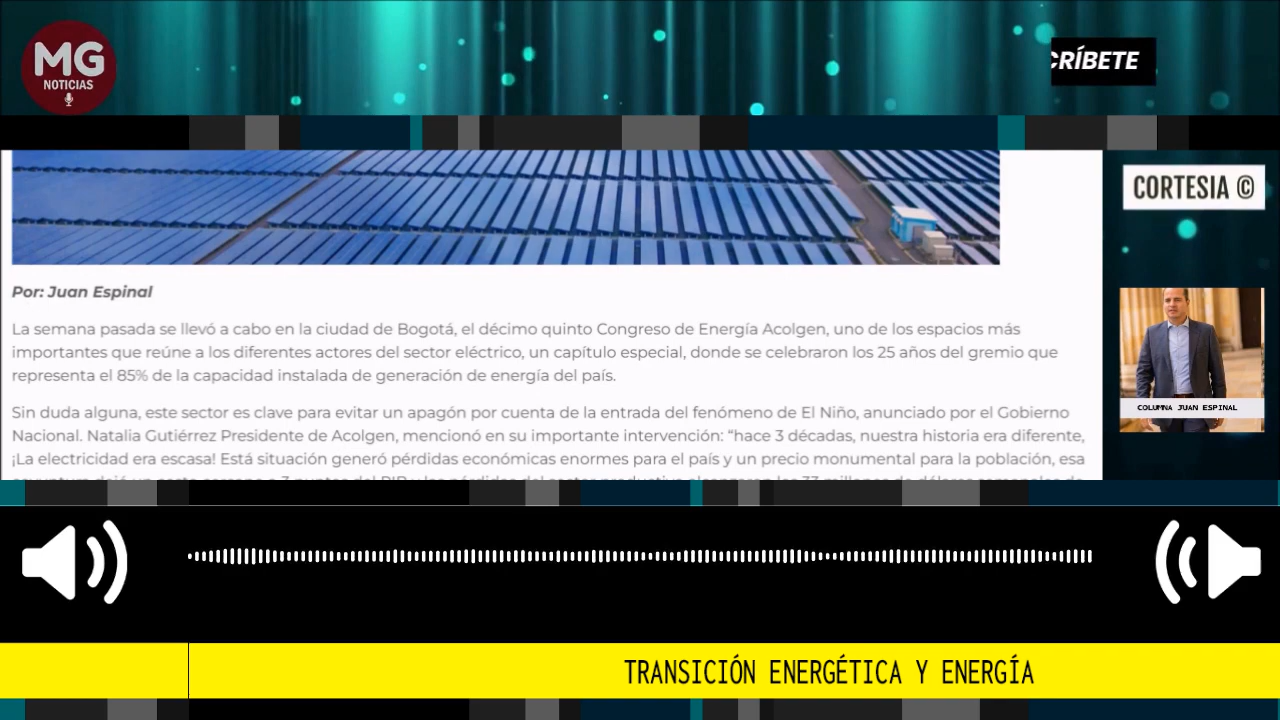 MG
NOTICIAS
CRÍBETE
CORTESIA ©
Por: Juan Espinal
La semana pasada se llevó a cabo en la ciudad de Bogotá, el décimo quinto Congreso de Energía Acolgen, uno de los espacios más
importantes que reúne a los diferentes actores del sector eléctrico, un capítulo especial, donde se celebraron los 25 años del gremio que
representa el 85% de la capacidad instalada de generación de energía del país.
Sin duda alguna, este sector es clave para evitar un apagón por cuenta de la entrada del fenómeno de El Niño, anunciado por el Gobierno
Nacional. Natalia Gutiérrez Presidente de Acolgen, mencionó en su importante intervención: “hace 3 décadas, nuestra historia era diferente,
¡La electricidad era escasa! Está situación generó pérdidas económicas enormes para el país y un precio monumental para la población, esa
COLUMNA JUAN ESPINAL
TRANSICIÓN ENERGÉTICA Y ENERGÍA